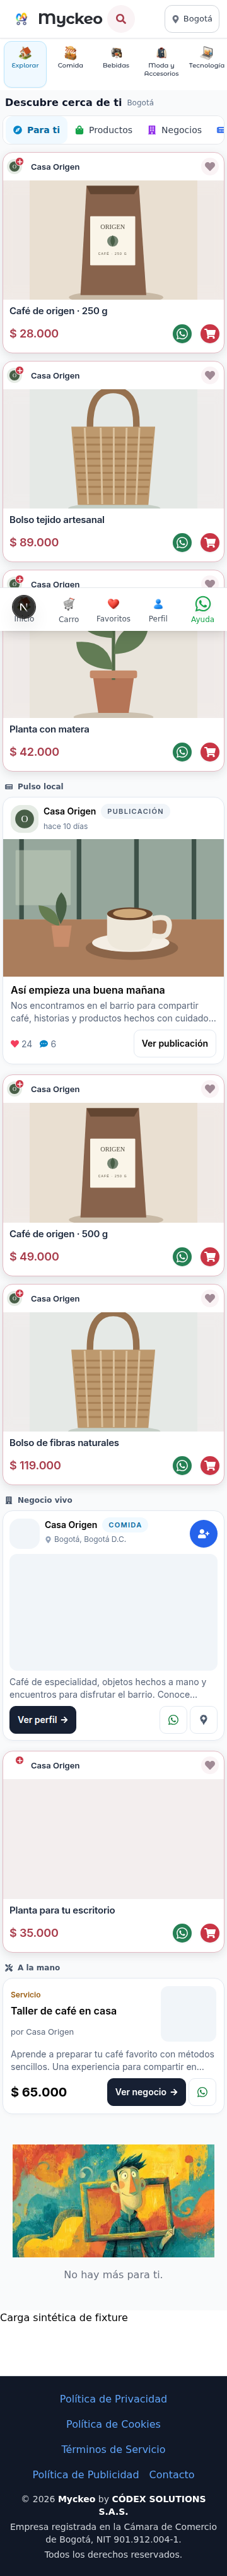 Myckeo
Bogotá
Explorar
Comida
Bebidas
Moda y
Accesorios
Tecnología
Descubre cerca de ti Bogotá
Para ti
Productos
Negocios
Casa Origen
ORIGEN
CAFÉ · 250 G
Café de origen · 250 g
$ 28.000
Casa Origen
Bolso tejido artesanal
$ 89.000
Casa Origen
N
Inicio
Carro
Favoritos
Perfil
Ayuda
Planta con matera
$ 42.000
Pulso local
O
Casa Origen PUBLICACIÓN
hace 10 días
Así empieza una buena mañana
Nos encontramos en el barrio para compartir
café, historias y productos hechos con cuidado...
24 6
Ver publicación
Casa Origen
ORIGEN
CAFÉ · 250 G
Café de origen · 500 g
$ 49.000
Casa Origen
Bolso de fibras naturales
$ 119.000
Negocio vivo
Casa Origen COMIDA
Bogotá, Bogotá D.C.
Café de especialidad, objetos hechos a mano y
encuentros para disfrutar el barrio. Conoce...
Ver perfil →
Casa Origen
Planta para tu escritorio
$ 35.000
A la mano
Servicio
Taller de café en casa
por Casa Origen
Aprende a preparar tu café favorito con métodos
sencillos. Una experiencia para compartir en...
$ 65.000
Ver negocio →
No hay más para ti.
Carga sintética de fixture
Política de Privacidad
Política de Cookies
Términos de Servicio
Política de Publicidad Contacto
© 2026 Myckeo by CÓDEX SOLUTIONS
S.A.S.
Empresa registrada en la Cámara de Comercio
de Bogotá, NIT 901.912.004-1.
Todos los derechos reservados.